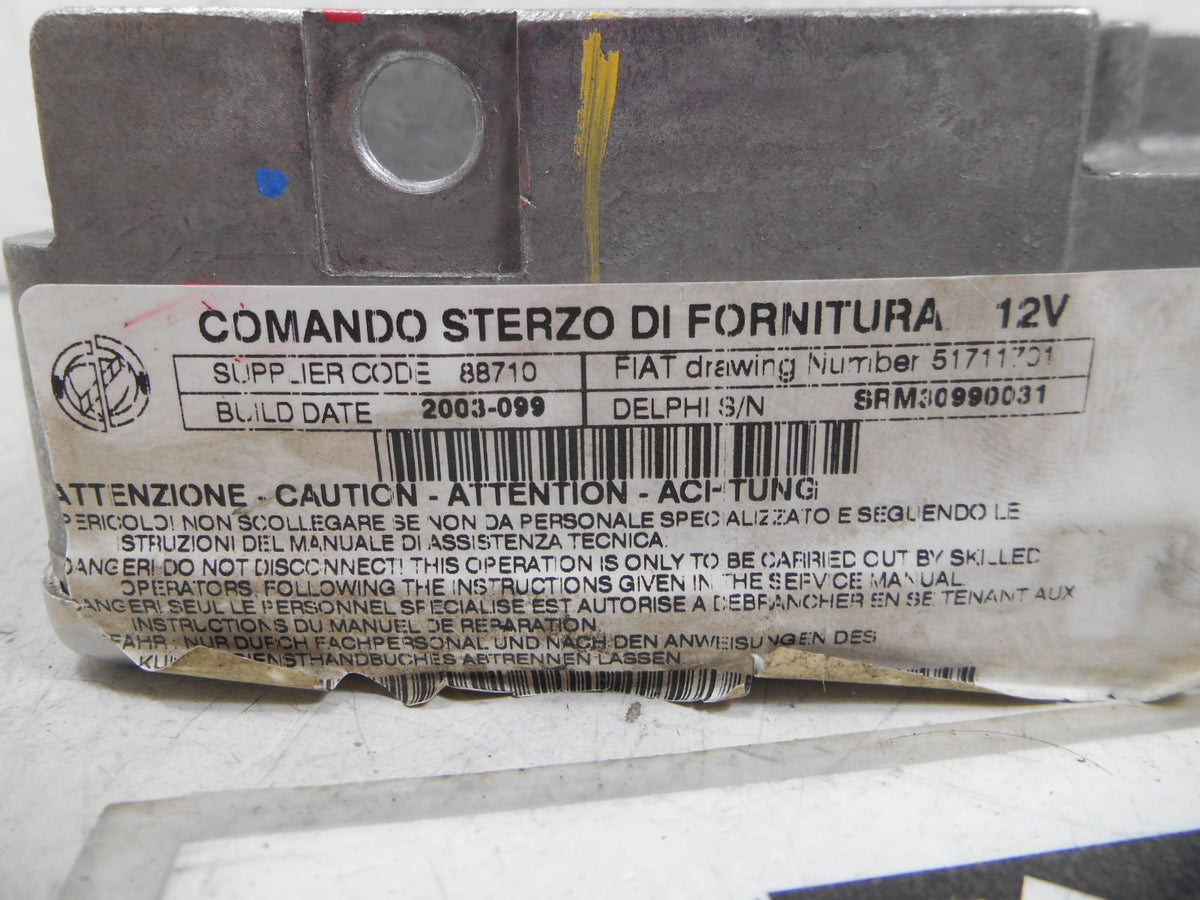 COMANDO STERZO DI FORNITURA 12V
SUPPLIER CODE 88710 FIAT drawing Number 51711701
BUILD DATE 2003-099 DELPHI S/N SRM30990031
ATTENZIONE - CAUTION - ATTENTION - ACHTUNG
PERICOLO! NON SCOLLEGARE SE NON DA PERSONALE SPECIALIZZATO E SEGUENDO LE
ISTRUZIONI DEL MANUALE DI ASSISTENZA TECNICA.
DANGER! DO NOT DISCONNECT! THIS OPERATION IS ONLY TO BE CARRIED OUT BY SKILLED
OPERATORS, FOLLOWING THE INSTRUCTIONS GIVEN IN THE SERVICE MANUAL.
DANGER! SEUL LE PERSONNEL SPECIALISE EST AUTORISE A DEBRANCHER EN SE TENANT AUX
INSTRUCTIONS DU MANUEL DE REPARATION.
GEFAHR: NUR DURCH FACHPERSONAL UND NACH DEN ANWEISUNGEN DES
ABTRENNEN LASSEN.